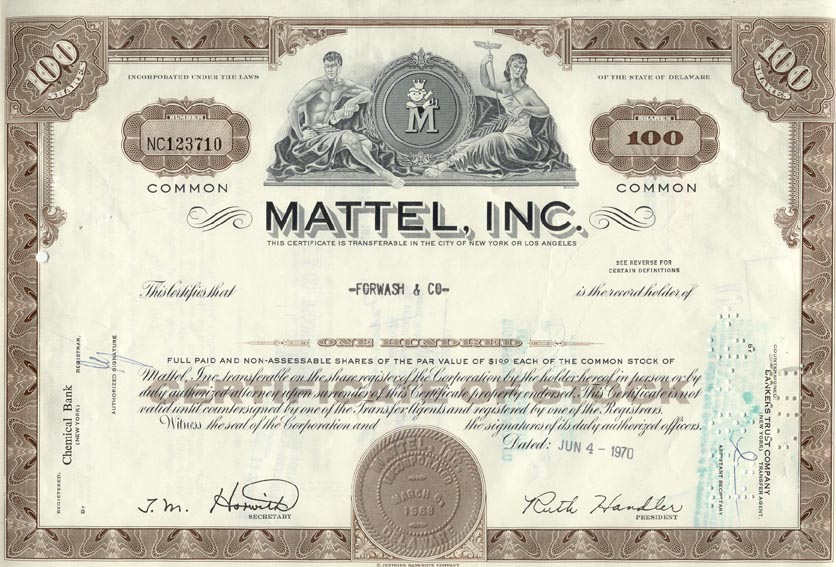 100
SHARES
100
SHARES
INCORPORATED UNDER THE LAWS
OF THE STATE OF DELAWARE
NUMBER
NC123710
COMMON
M
SHARES
100
COMMON
MATTEL, INC.
THIS CERTIFICATE IS TRANSFERABLE IN THE CITY OF NEW YORK OR LOS ANGELES
SEE REVERSE FOR
CERTAIN DEFINITIONS
This Certifies that
-FORWASH & CO-
is the record holder of
ONE HUNDRED
FULL PAID AND NON-ASSESSABLE SHARES OF THE PAR VALUE OF $1.00 EACH OF THE COMMON STOCK OF
Mattel, Inc. transferable on the share register of the Corporation by the holder hereof in person or by
duly authorized attorney upon surrender of this Certificate properly endorsed. This Certificate is not
valid until countersigned by one of the Transfer Agents and registered by one of the Registrars.
Witness the seal of the Corporation and the signatures of its duly authorized officers.
Dated: JUN 4 - 1970
MATTEL, INC.
INCORPORATED
MARCH 6,
1968
DELAWARE
T. M. Horwith
SECRETARY
Ruth Handler
PRESIDENT
REGISTERED:
Chemical Bank
(NEW YORK) REGISTRAR,
BY
AUTHORIZED SIGNATURE
COUNTERSIGNED:
BANKERS TRUST COMPANY
(NEW YORK) TRANSFER AGENT,
BY
ASSISTANT SECRETARY
© JEFFRIES BANKNOTE COMPANY